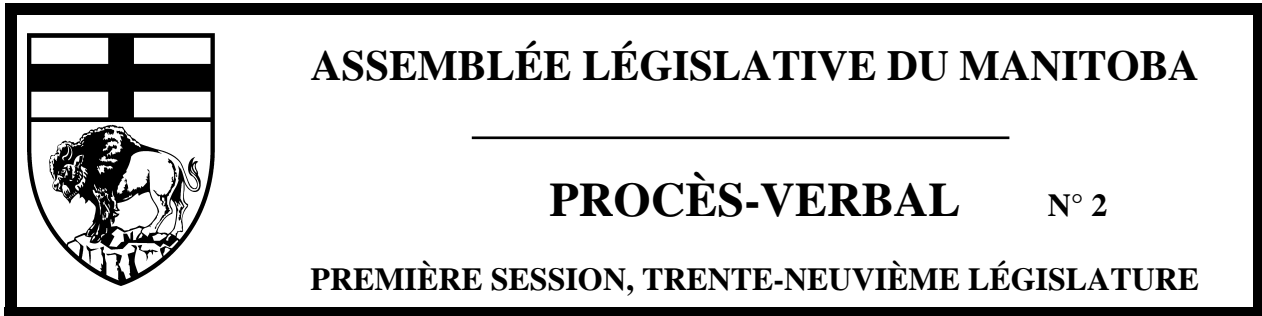 ASSEMBLÉE LÉGISLATIVE DU MANITOBA
PROCÈS-VERBAL N° 2
PREMIÈRE SESSION, TRENTE-NEUVIÈME LÉGISLATURE